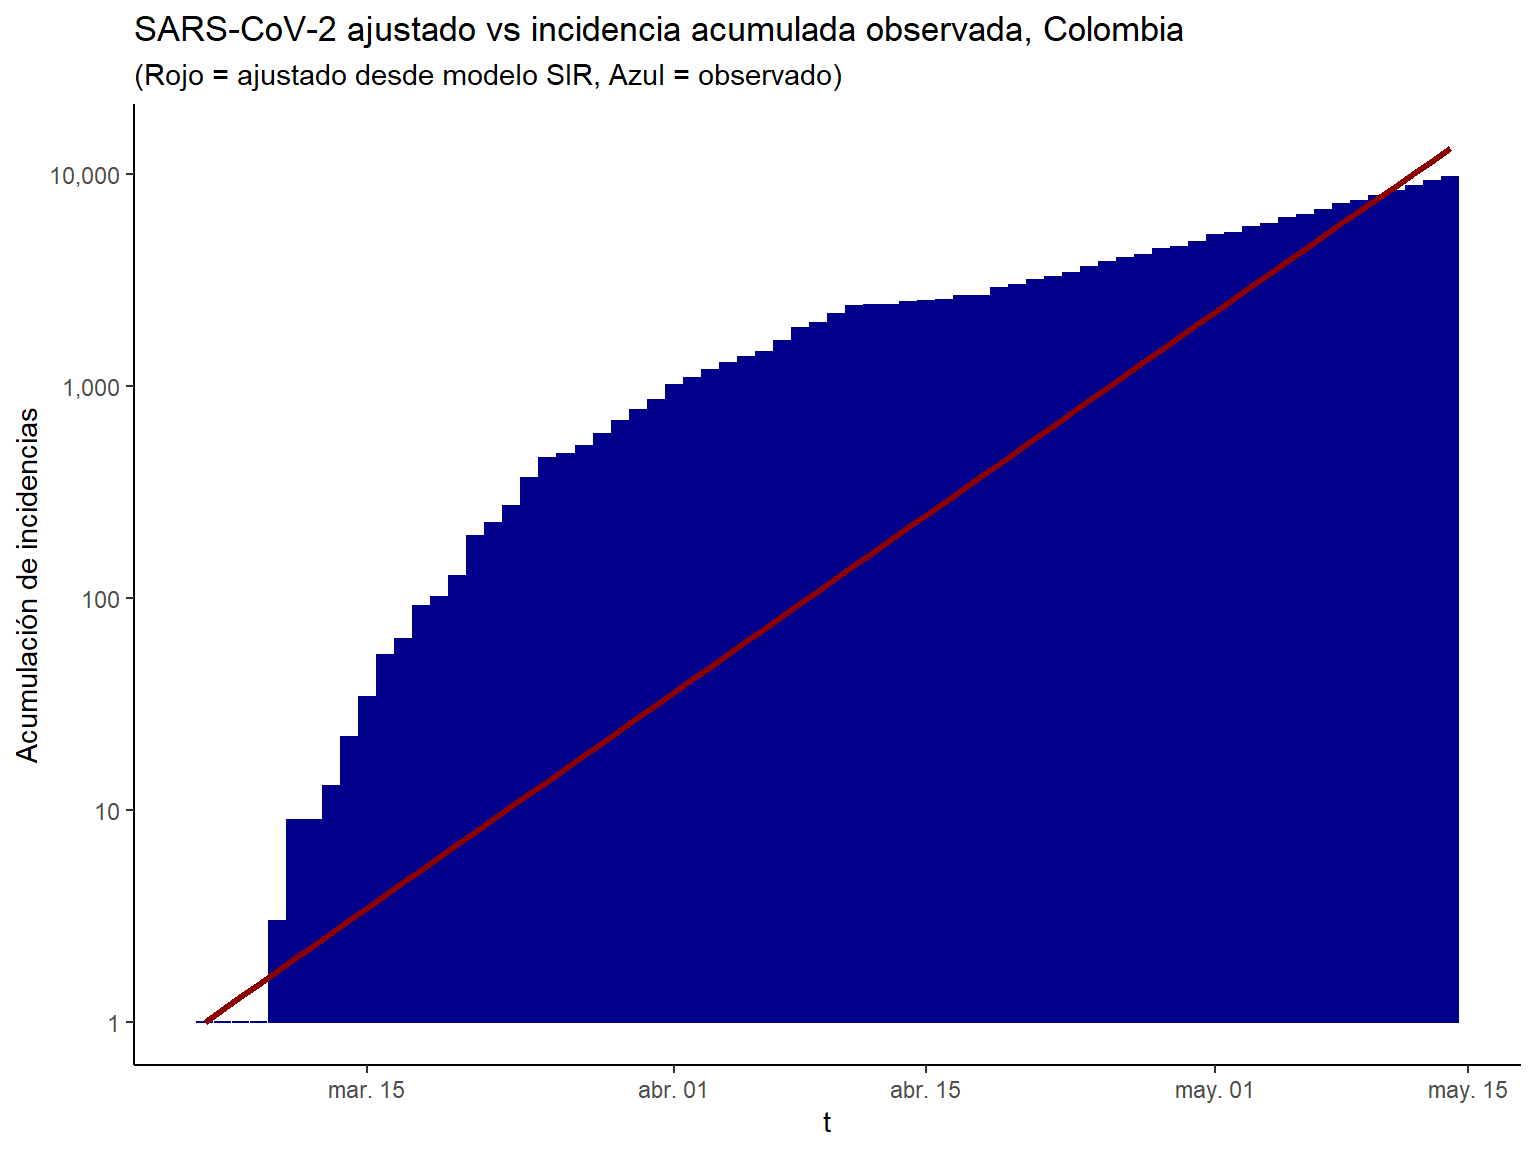 SARS-CoV-2 ajustado vs incidencia acumulada observada, Colombia
(Rojo = ajustado desde modelo SIR, Azul = observado)
Acumulación de incidencias
10,000
1,000
100
10
1
mar. 15
abr. 01
abr. 15
may. 01
may. 15
t